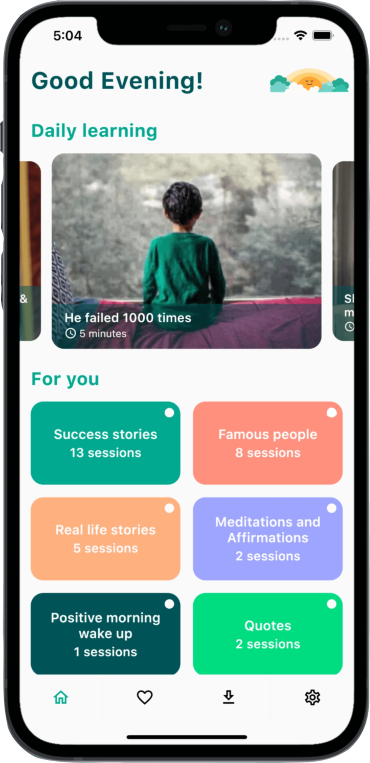 5:04
Good Evening!
Daily learning
&
He failed 1000 times
5 minutes
For you
Success stories
13 sessions
Famous people
8 sessions
Real life stories
5 sessions
Meditations and
Affirmations
2 sessions
Positive morning
wake up
1 sessions
Quotes
2 sessions